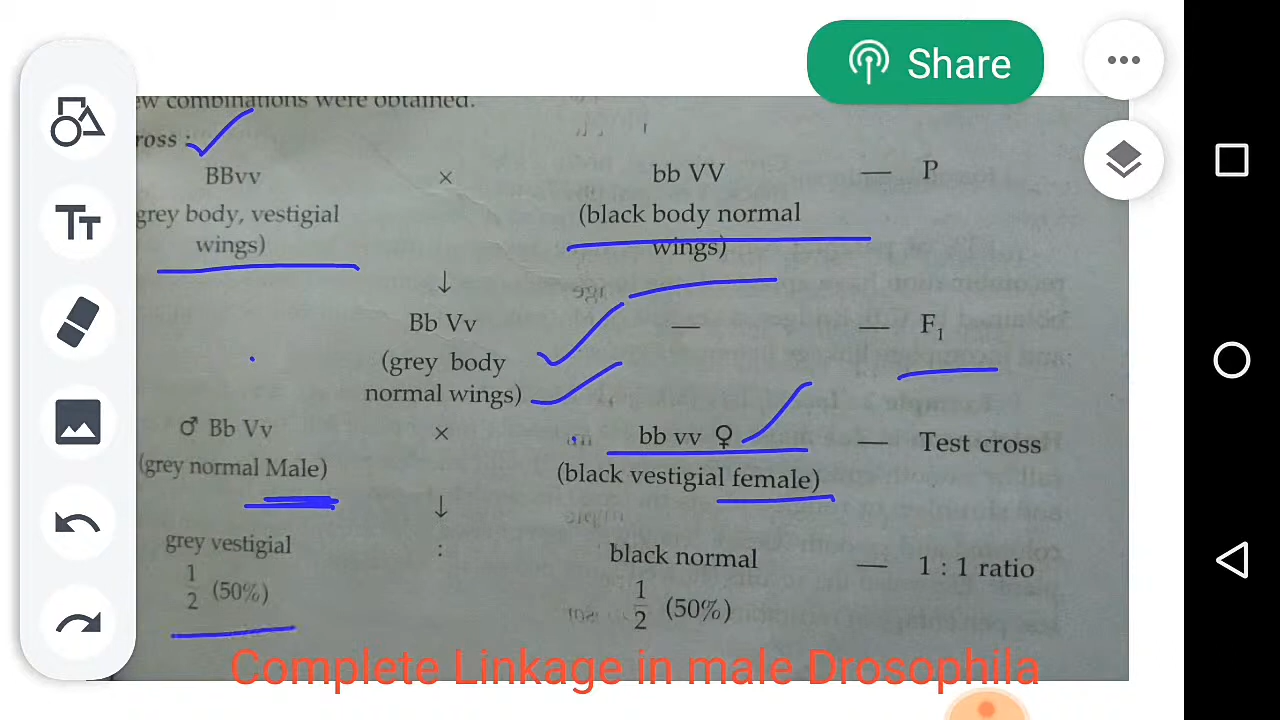 Share
ew combinations were obtained.
ross :
BBvv × bb VV — P
grey body, vestigial (black body normal
wings) wings)
↓
Bb Vv — — F₁
(grey body
normal wings)
♂ Bb Vv × bb vv ♀ — Test cross
(grey normal Male) (black vestigial female)
↓
grey vestigial : black normal — 1 : 1 ratio
1/2 (50%) 1/2 (50%)
Complete Linkage in male Drosophila
TT